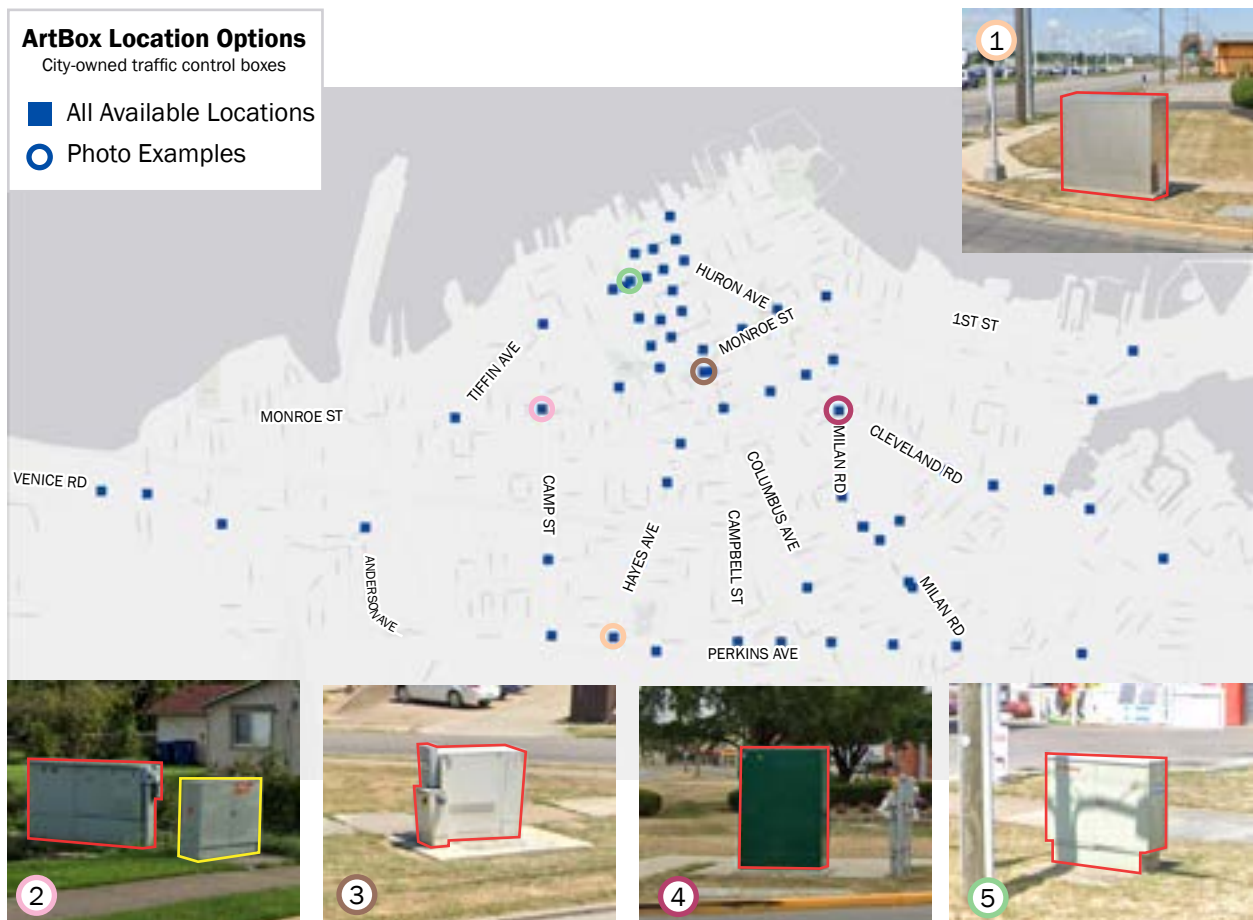 ArtBox Location Options
City-owned traffic control boxes
All Available Locations
Photo Examples
1
HURON AVE
MONROE ST
1ST ST
TIFFIN AVE
MONROE ST
VENICE RD
CAMP ST
HAYES AVE
CAMPBELL ST
COLUMBUS AVE
MILAN RD
CLEVELAND RD
ANDERSON AVE
MILAN RD
PERKINS AVE
2
3
4
5